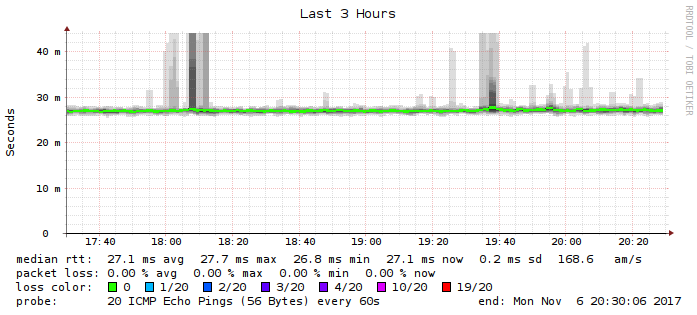 Last 3 Hours
RRDTOOL / TOBI OETIKER
Seconds
40 m
30 m
20 m
10 m
0
17:40 18:00 18:20 18:40 19:00 19:20 19:40 20:00 20:20
median rtt: 27.1 ms avg 27.7 ms max 26.8 ms min 27.1 ms now 0.2 ms sd 168.6 am/s
packet loss: 0.00 % avg 0.00 % max 0.00 % min 0.00 % now
loss color: 0 1/20 2/20 3/20 4/20 10/20 19/20
probe: 20 ICMP Echo Pings (56 Bytes) every 60s end: Mon Nov 6 20:30:06 2017